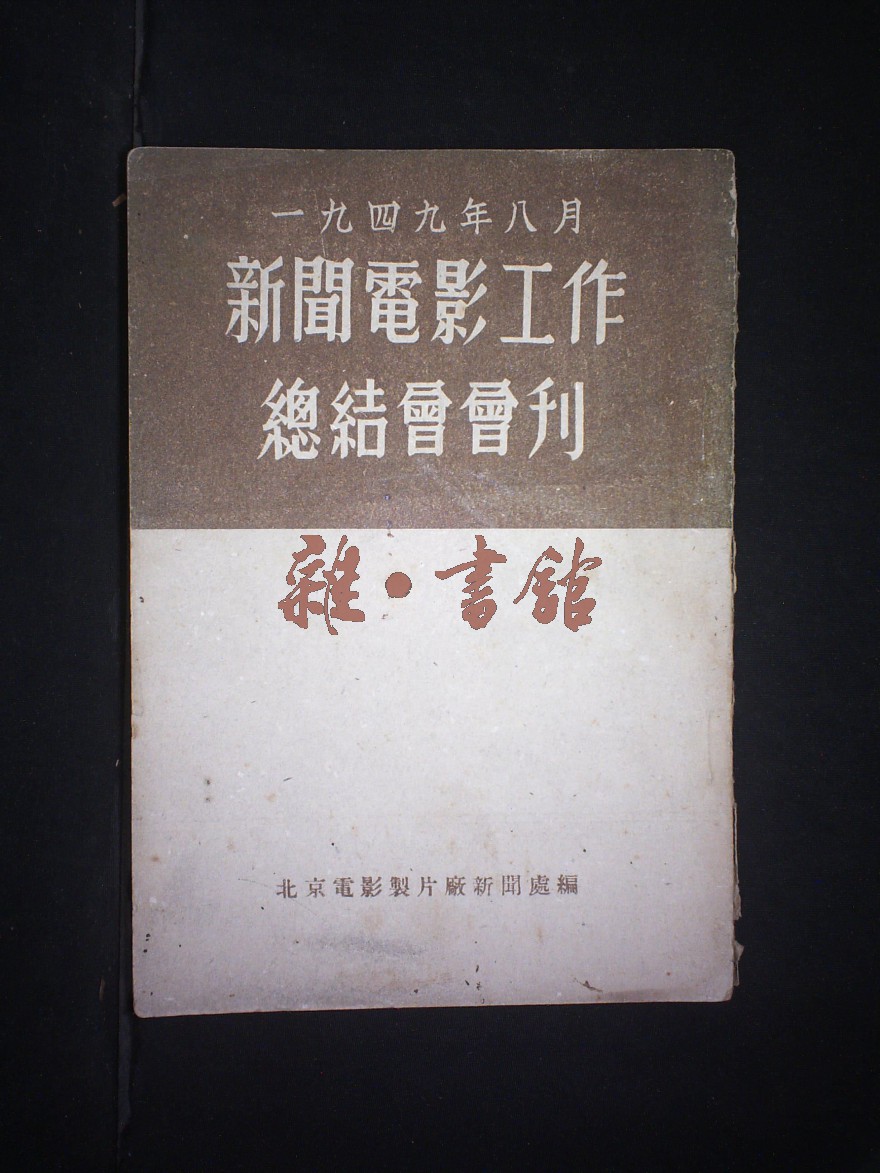 一九四九年八月
新聞電影工作
總結會會刊
雜•書館
北京電影製片廠新聞處編